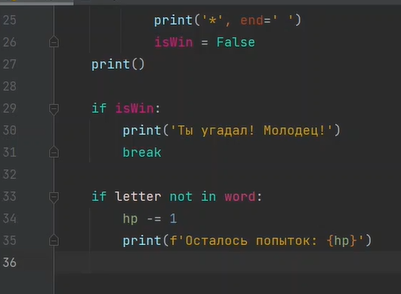 25 print('*', end=' ')
26 isWin = False
27 print()
28
29 if isWin:
30 print('Ты угадал! Молодец!')
31 break
32
33 if letter not in word:
34 hp -= 1
35 print(f'Осталось попыток: {hp}')
36